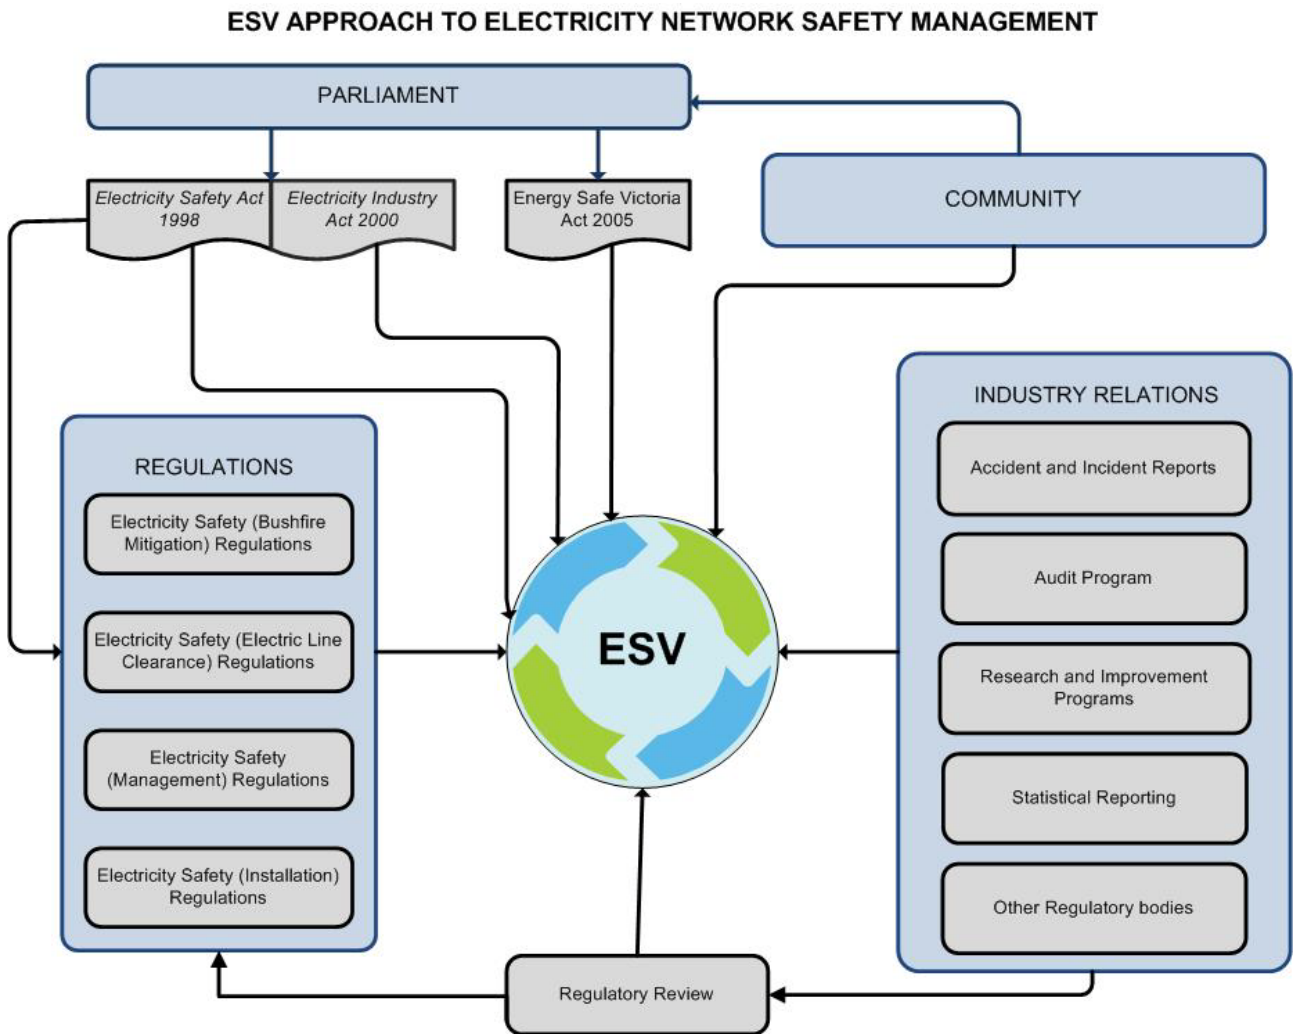 ESV APPROACH TO ELECTRICITY NETWORK SAFETY MANAGEMENT
PARLIAMENT
COMMUNITY
Electricity Safety Act
1998
Electricity Industry
Act 2000
Energy Safe Victoria
Act 2005
REGULATIONS
Electricity Safety (Bushfire
Mitigation) Regulations
Electricity Safety (Electric Line
Clearance) Regulations
Electricity Safety
(Management) Regulations
Electricity Safety (Installation)
Regulations
ESV
INDUSTRY RELATIONS
Accident and Incident Reports
Audit Program
Research and Improvement
Programs
Statistical Reporting
Other Regulatory bodies
Regulatory Review